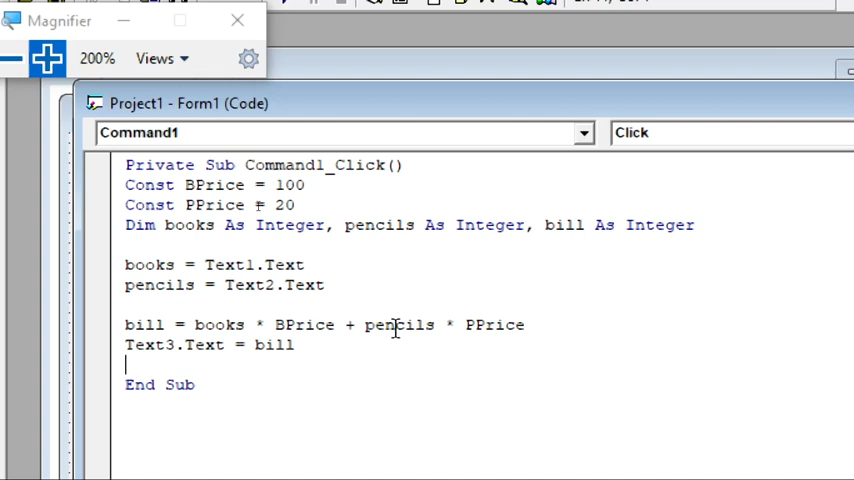 Magnifier
200% Views
Project1 - Form1 (Code)
Command1 Click
Private Sub Command1_Click()
Const BPrice = 100
Const PPrice = 20
Dim books As Integer, pencils As Integer, bill As Integer
books = Text1.Text
pencils = Text2.Text
bill = books * BPrice + pencils * PPrice
Text3.Text = bill
End Sub